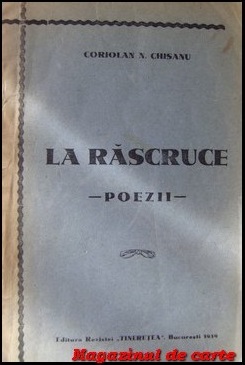 CORIOLAN N. CHISANU
LA RĂSCRUCE
—POEZII—
Editura Revistei „TINEREȚEA” București 1939
Magazinul de carte